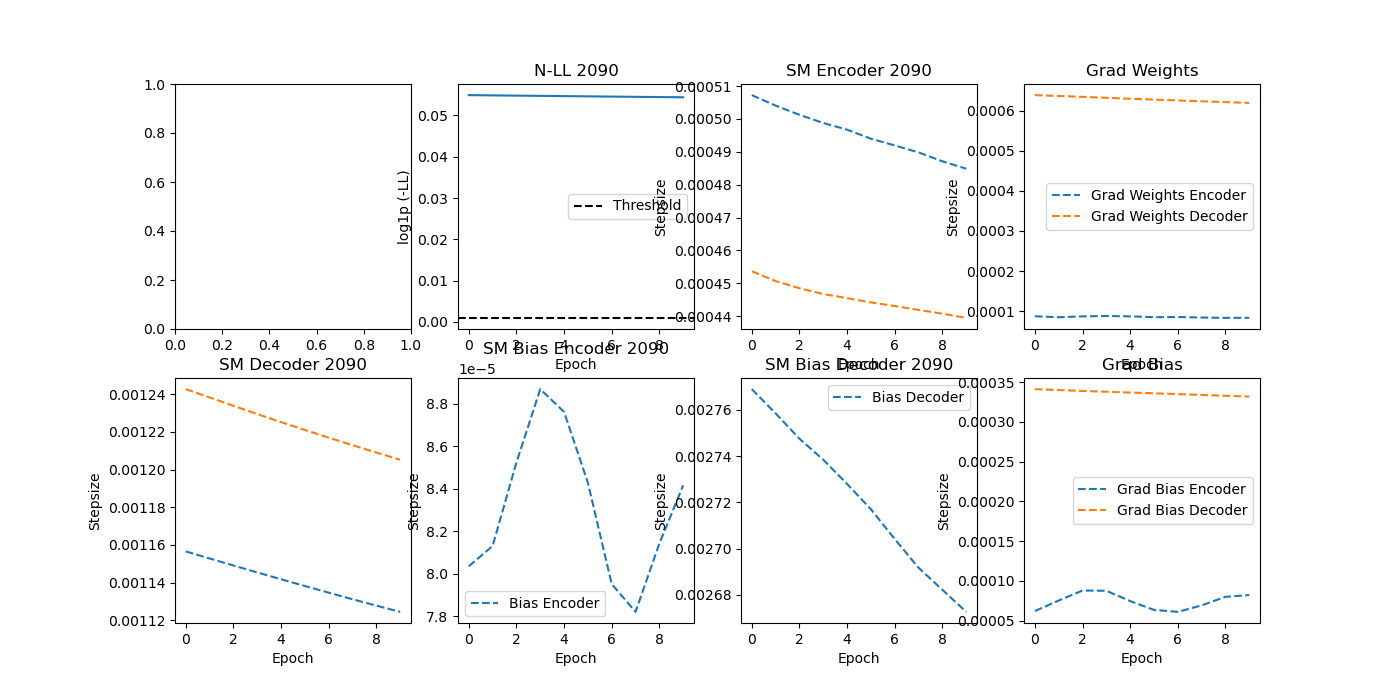 N-LL 2090
SM Encoder 2090
Grad Weights
1.0
0.8
0.6
0.4
0.2
0.0
0.0 0.2 0.4 0.6 0.8 1.0
log1p (-LL)
0.05
0.04
0.03
0.02
0.01
0.00
Threshold
0 2 4 6 8
Epoch
Stepsize
0.00051
0.00050
0.00049
0.00048
0.00047
0.00046
0.00045
0.00044
0 2 4 6 8
Epoch
Stepsize
0.0006
0.0005
0.0004
0.0003
0.0002
0.0001
Grad Weights Encoder
Grad Weights Decoder
0 2 4 6 8
Epoch
SM Decoder 2090
SM Bias Encoder 2090
SM Bias Decoder 2090
Grad Bias
Stepsize
0.00124
0.00122
0.00120
0.00118
0.00116
0.00114
0.00112
0 2 4 6 8
Epoch
Stepsize
1e−5
8.8
8.6
8.4
8.2
8.0
7.8
Bias Encoder
0 2 4 6 8
Epoch
Stepsize
0.00276
0.00274
0.00272
0.00270
0.00268
Bias Decoder
0 2 4 6 8
Epoch
Stepsize
0.00035
0.00030
0.00025
0.00020
0.00015
0.00010
0.00005
Grad Bias Encoder
Grad Bias Decoder
0 2 4 6 8
Epoch